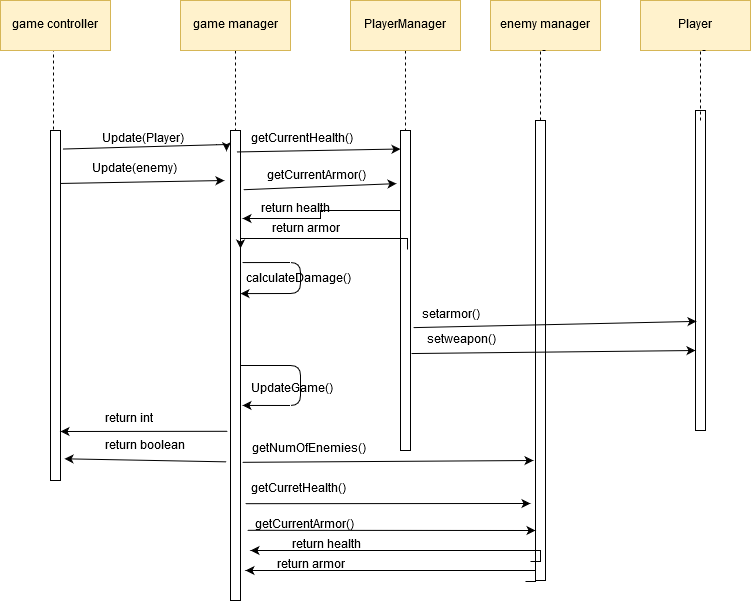 game controller
game manager
PlayerManager
enemy manager
Player
Update(Player)
getCurrentHealth()
Update(enemy)
getCurrentArmor()
return health
return armor
calculateDamage()
setarmor()
setweapon()
UpdateGame()
return int
return boolean
getNumOfEnemies()
getCurretHealth()
getCurrentArmor()
return health
return armor